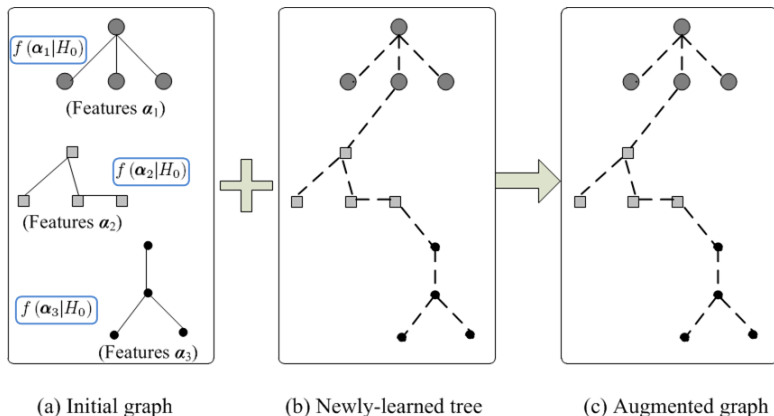 f (α₁|H₀)
(Features α₁)
f (α₂|H₀)
(Features α₂)
f (α₃|H₀)
(Features α₃)
(a) Initial graph
(b) Newly-learned tree
(c) Augmented graph